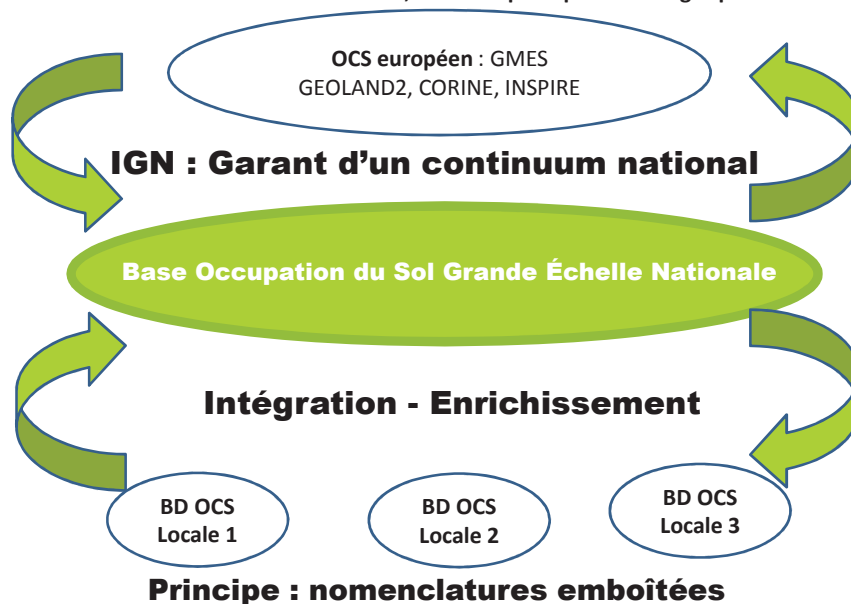 OCS européen : GMES
GEOLAND2, CORINE, INSPIRE
IGN : Garant d'un continuum national
Base Occupation du Sol Grande Échelle Nationale
Intégration - Enrichissement
BD OCS
Locale 1
BD OCS
Locale 2
BD OCS
Locale 3
Principe : nomenclatures emboîtées